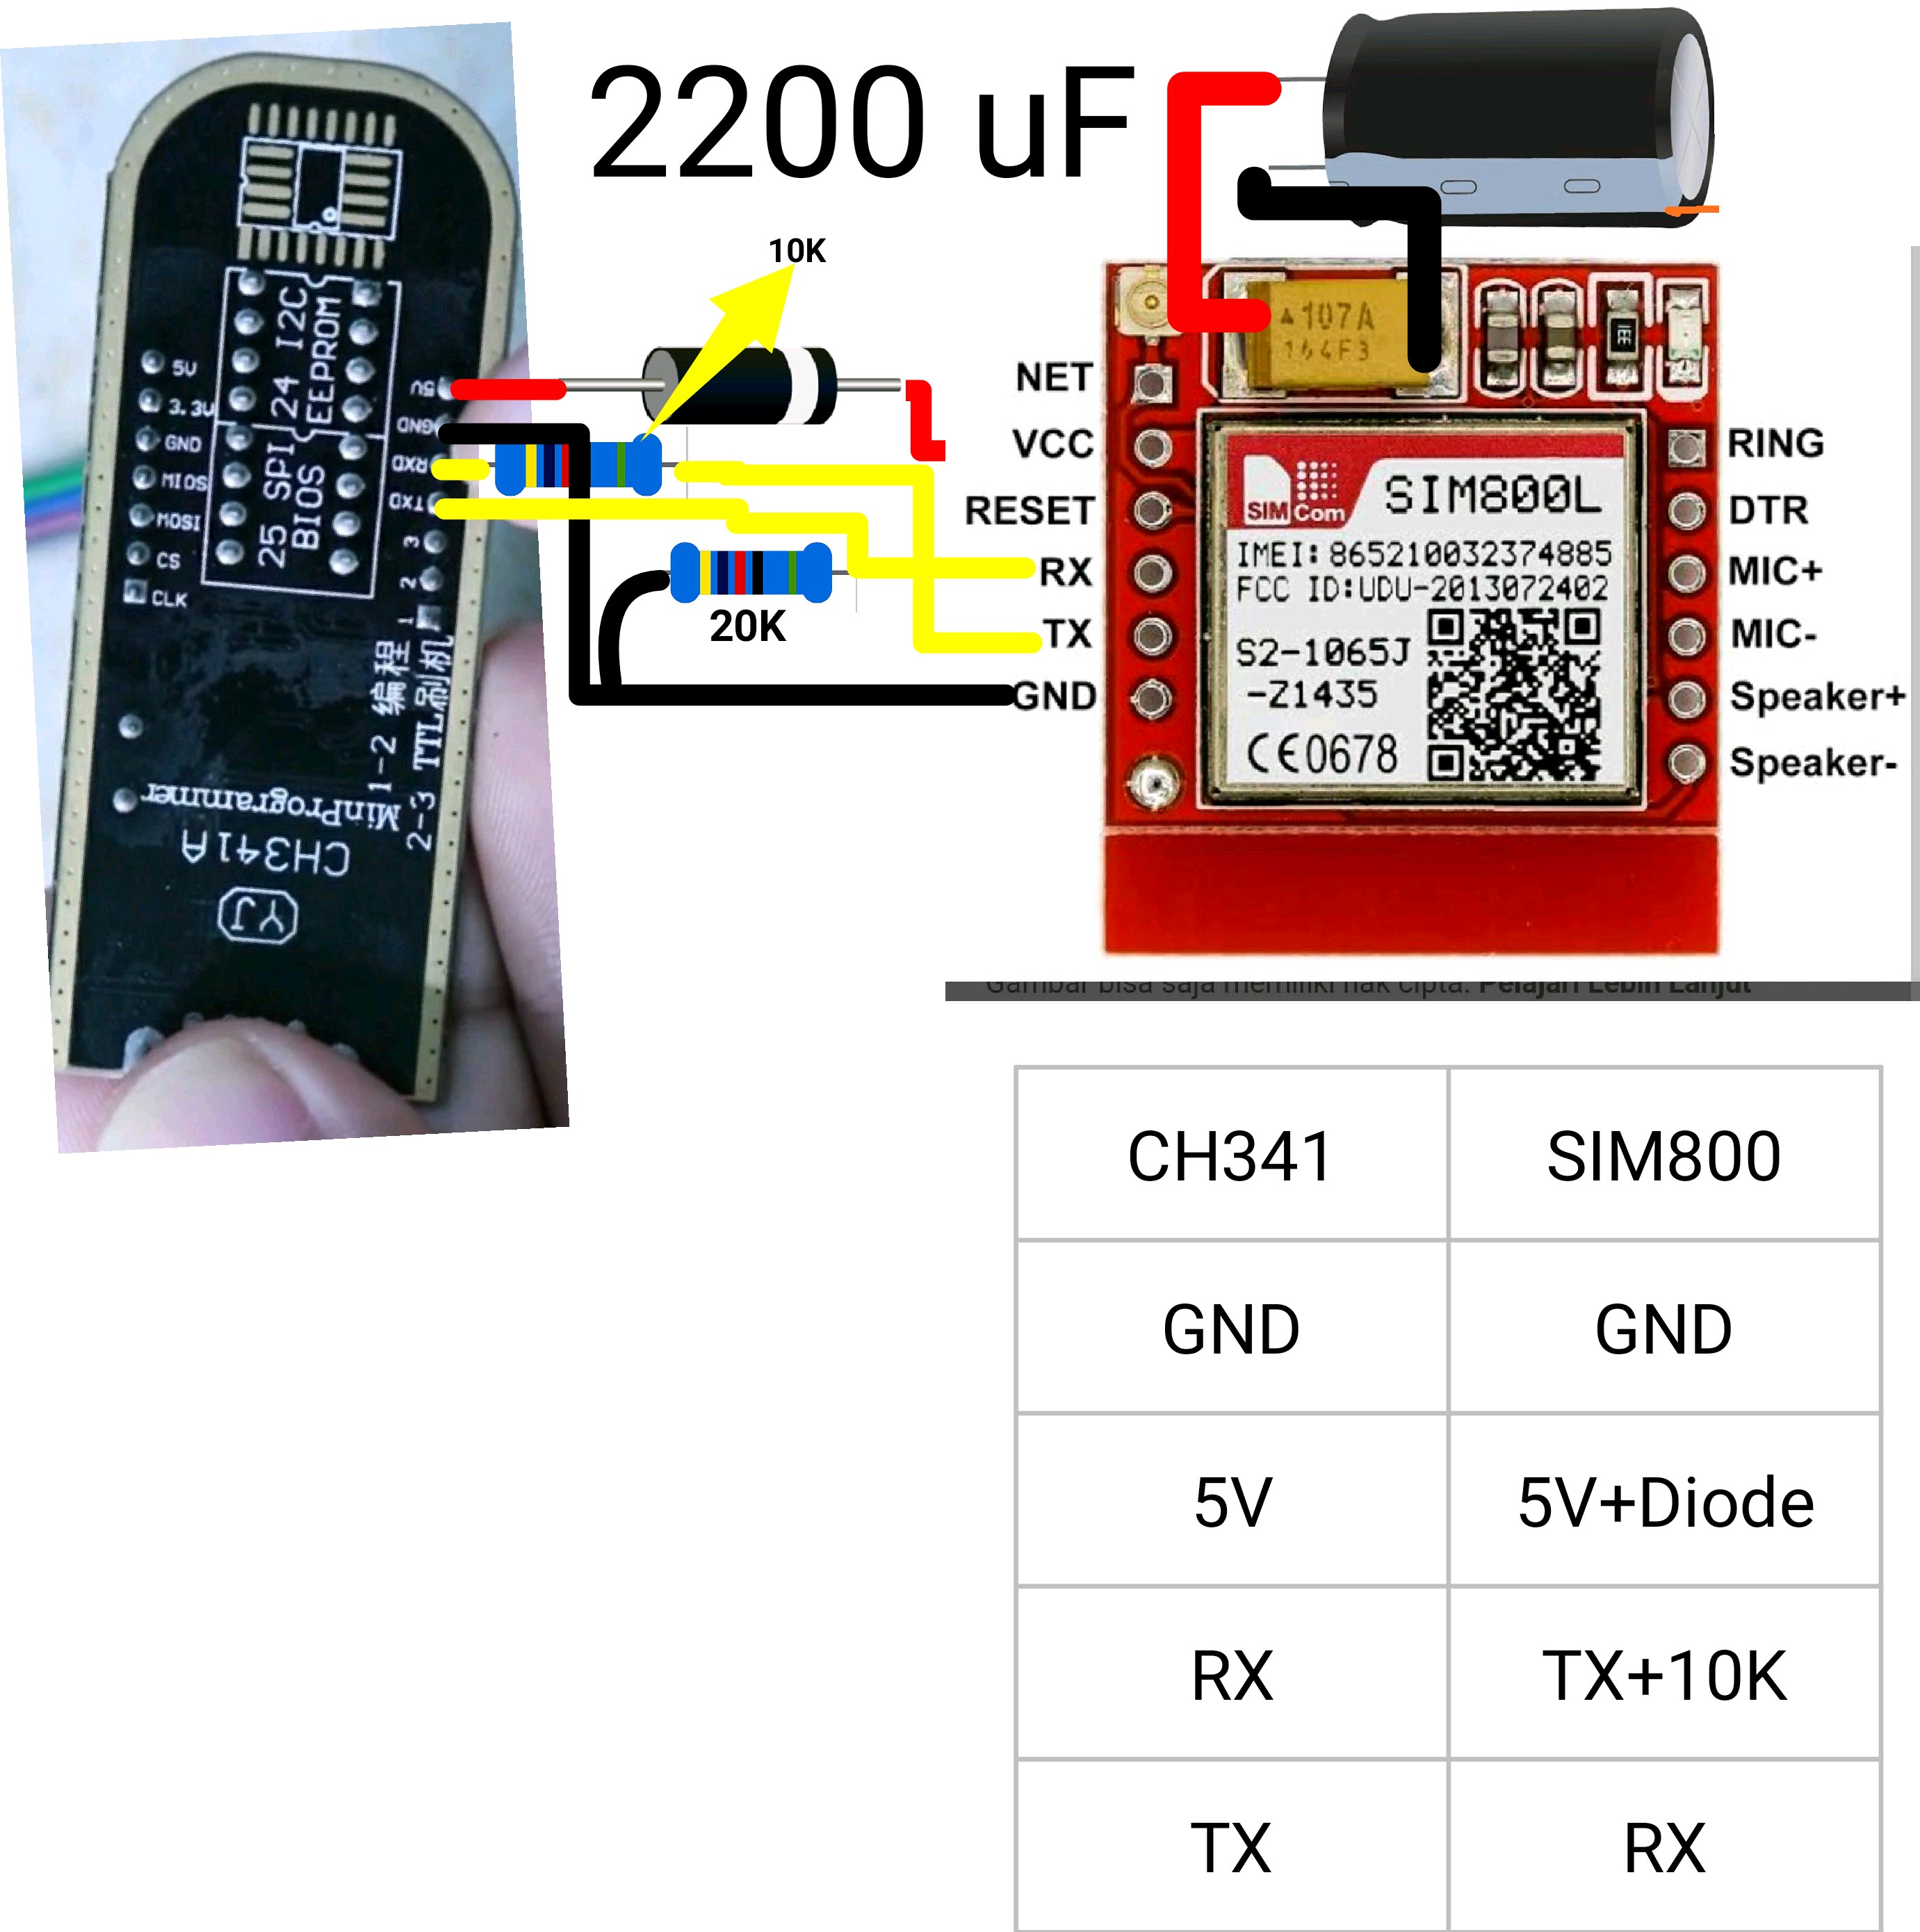 2200 uF
10K
20K
24 I2C
EEPROM
25 SPI
BIOS
5V
3.3V
GND
MISO
MOSI
CS
CLK
5V
GND
RXD
TXD
3
2
1
1-2 编程
2-3 TTL刷机
MinProgrammer
CH341A
YJ
107A
164F3
NET
VCC
RESET
RX
TX
GND
RING
DTR
MIC+
MIC-
Speaker+
Speaker-
SIM Com
SIM800L
IMEI: 865210032374885
FCC ID:UDU-2013072402
S2-1065J
-Z1435
CE0678
Gambar bisa saja memiliki hak cipta. Pelajari Lebih Lanjut
CH341 SIM800
GND GND
5V 5V+Diode
RX TX+10K
TX RX